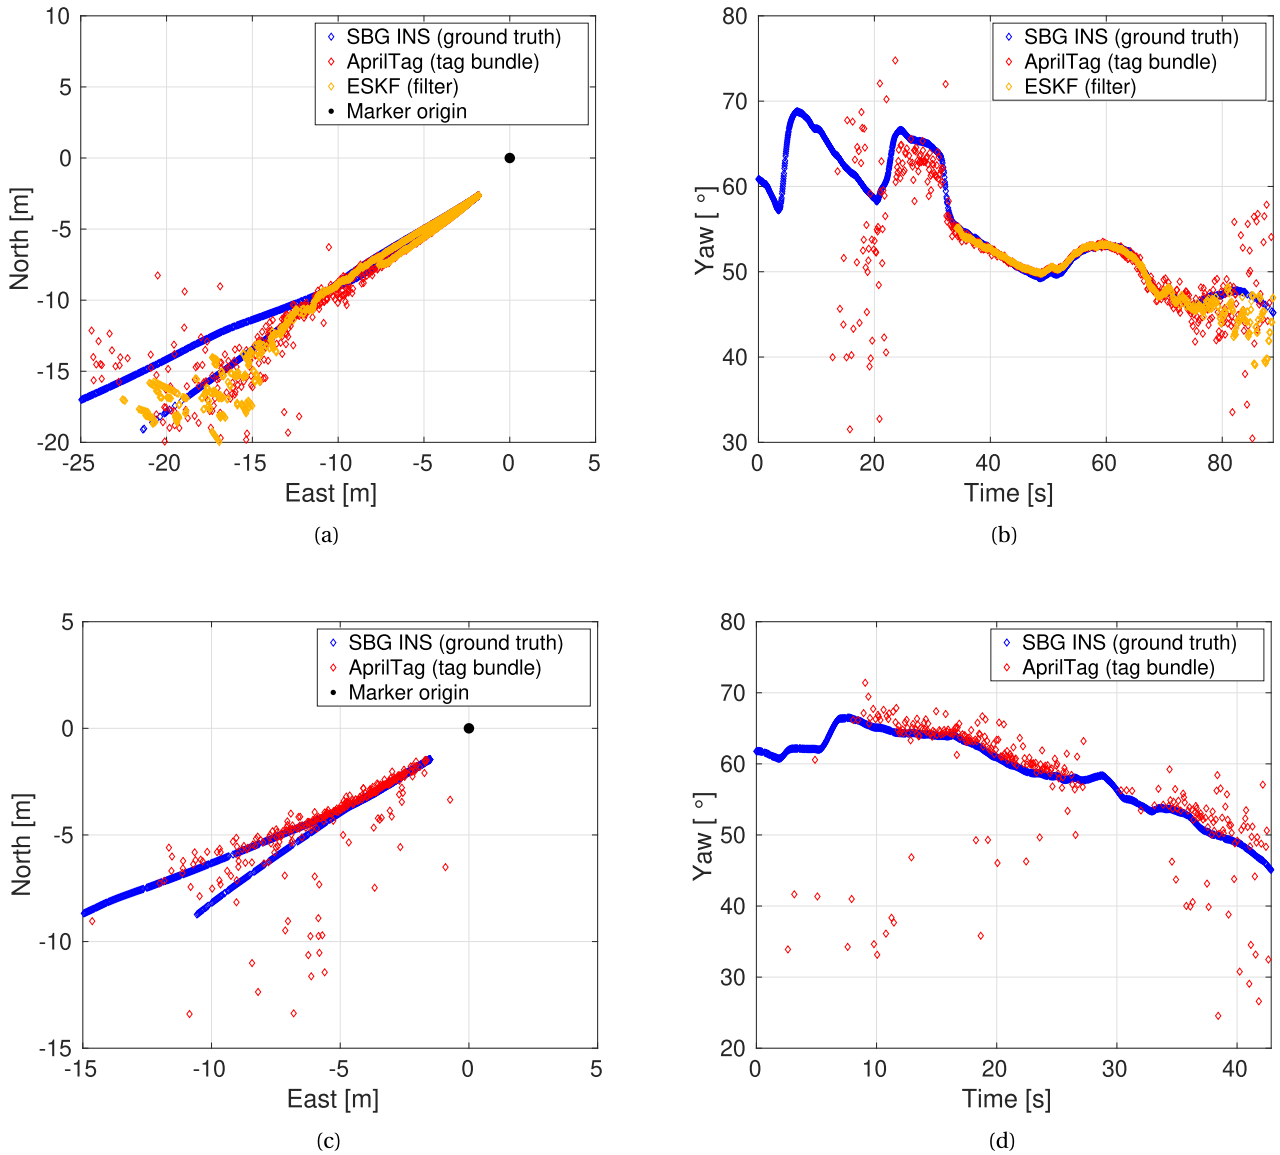 10
5
0
-5
-10
-15
-20
North [m]
SBG INS (ground truth)
AprilTag (tag bundle)
ESKF (filter)
Marker origin
-25 -20 -15 -10 -5 0 5
East [m]
(a)
80
70
60
50
40
30
Yaw [ °]
SBG INS (ground truth)
AprilTag (tag bundle)
ESKF (filter)
0 20 40 60 80
Time [s]
(b)
5
0
-5
-10
-15
North [m]
SBG INS (ground truth)
AprilTag (tag bundle)
Marker origin
-15 -10 -5 0 5
East [m]
(c)
80
70
60
50
40
30
20
Yaw [ °]
SBG INS (ground truth)
AprilTag (tag bundle)
0 10 20 30 40
Time [s]
(d)